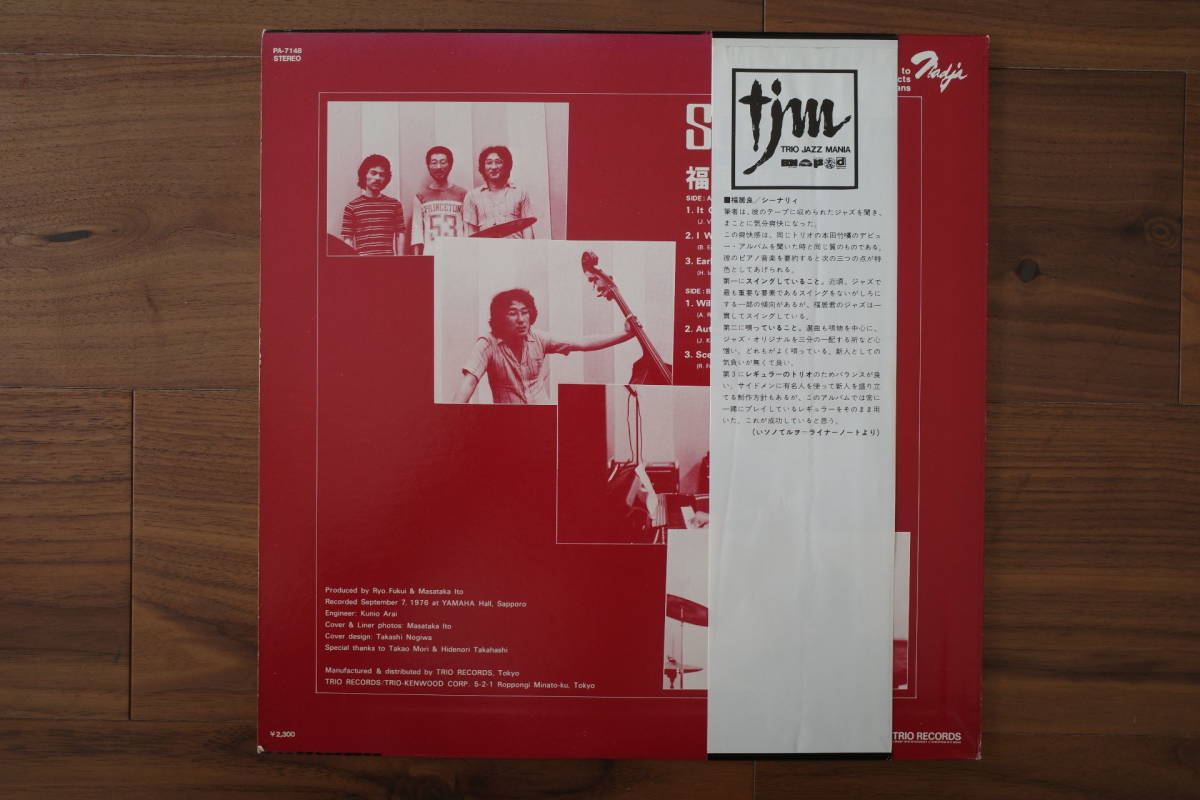 PA-7148
STEREO
to
cts
ans
Nadja
S
福
SIDE: A
1. It C
(J. V
2. I W
(B. E
3. Earl
(H. Ic
SIDE: B
1. Will
(A. R
2. Aut
(J. K
3. Sce
(R. F
tjm
TRIO JAZZ MANIA
■福居良/シーナリィ
筆者は、彼のテープに収められたジャズを聞き、
まことに気分爽快になった。
この爽快感は、同じトリオの本田竹曠のデビュ
ー・アルバムを聞いた時と同じ質のものである。
彼のピアノ音楽を要約すると次の三つの点が特
色としてあげられる。
第一にスイングしていること。近頃、ジャズで
最も重要な要素であるスイングをないがしろに
する一部の傾向があるが、福居君のジャズは一
貫してスイングしている。
第二に唄っていること。選曲も唄物を中心に、
ジャズ・オリジナルを三分の一配する所など心
憎い。どれもがよく唄っている。新人としての
気負いが無くて良い。
第3にレギュラーのトリオのためバランスが良
い。サイドメンに有名人を使って新人を盛り立
てる制作方針もあるが、このアルバムでは常に
一緒にプレイしているレギュラーをそのまま用
いた。これが成功していると思う。
(いソノてルヲーライナーノートより)
PRINCETON
53
Produced by Ryo Fukui & Masataka Ito
Recorded September 7, 1976 at YAMAHA Hall, Sapporo
Engineer: Kunio Arai
Cover & Liner photos: Masataka Ito
Cover design: Takashi Nogiwa
Special thanks to Takao Mori & Hidenori Takahashi
Manufactured & distributed by TRIO RECORDS, Tokyo
TRIO RECORDS/TRIO-KENWOOD CORP. 5-2-1 Roppongi Minato-ku, Tokyo
¥2,300
TRIO RECORDS